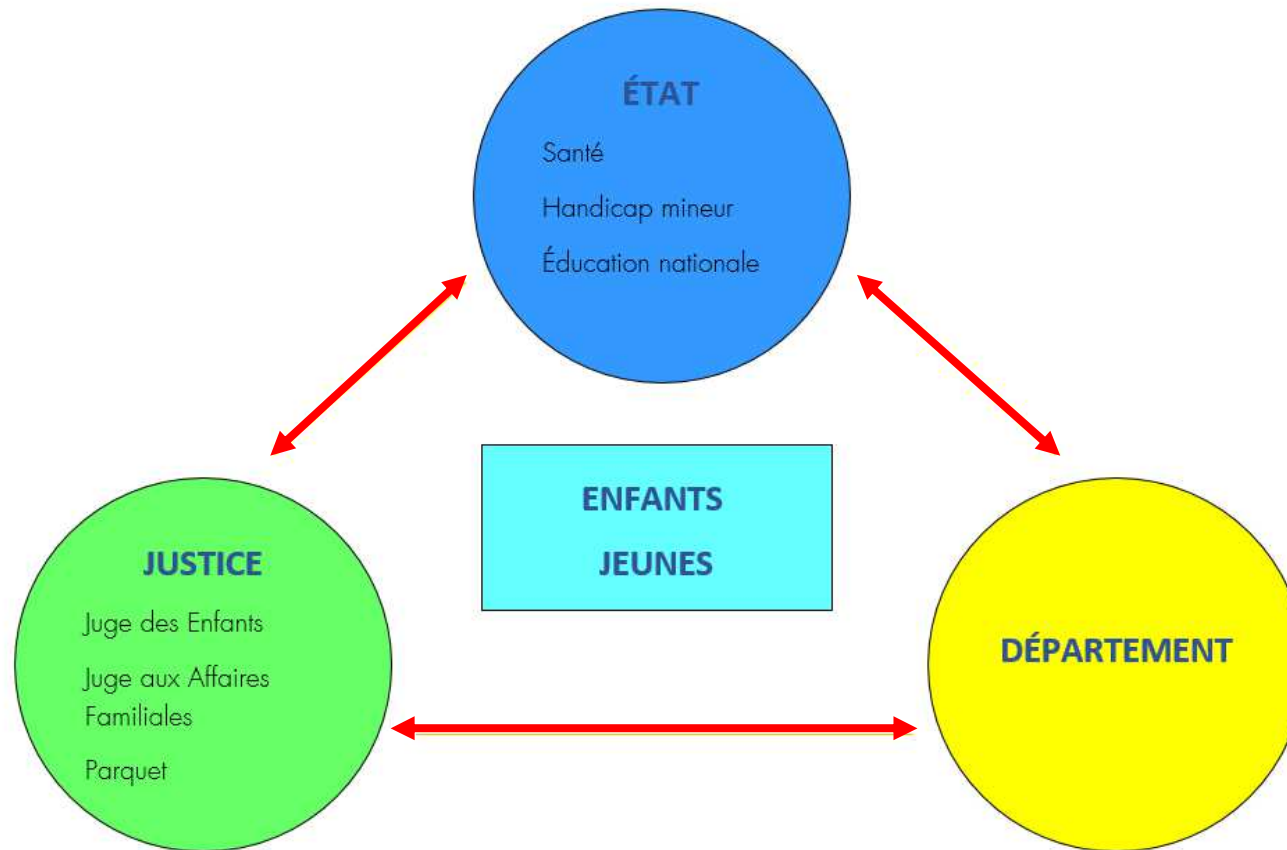 ÉTAT
Santé
Handicap mineur
Éducation nationale
ENFANTS
JEUNES
JUSTICE
Juge des Enfants
Juge aux Affaires
Familiales
Parquet
DÉPARTEMENT